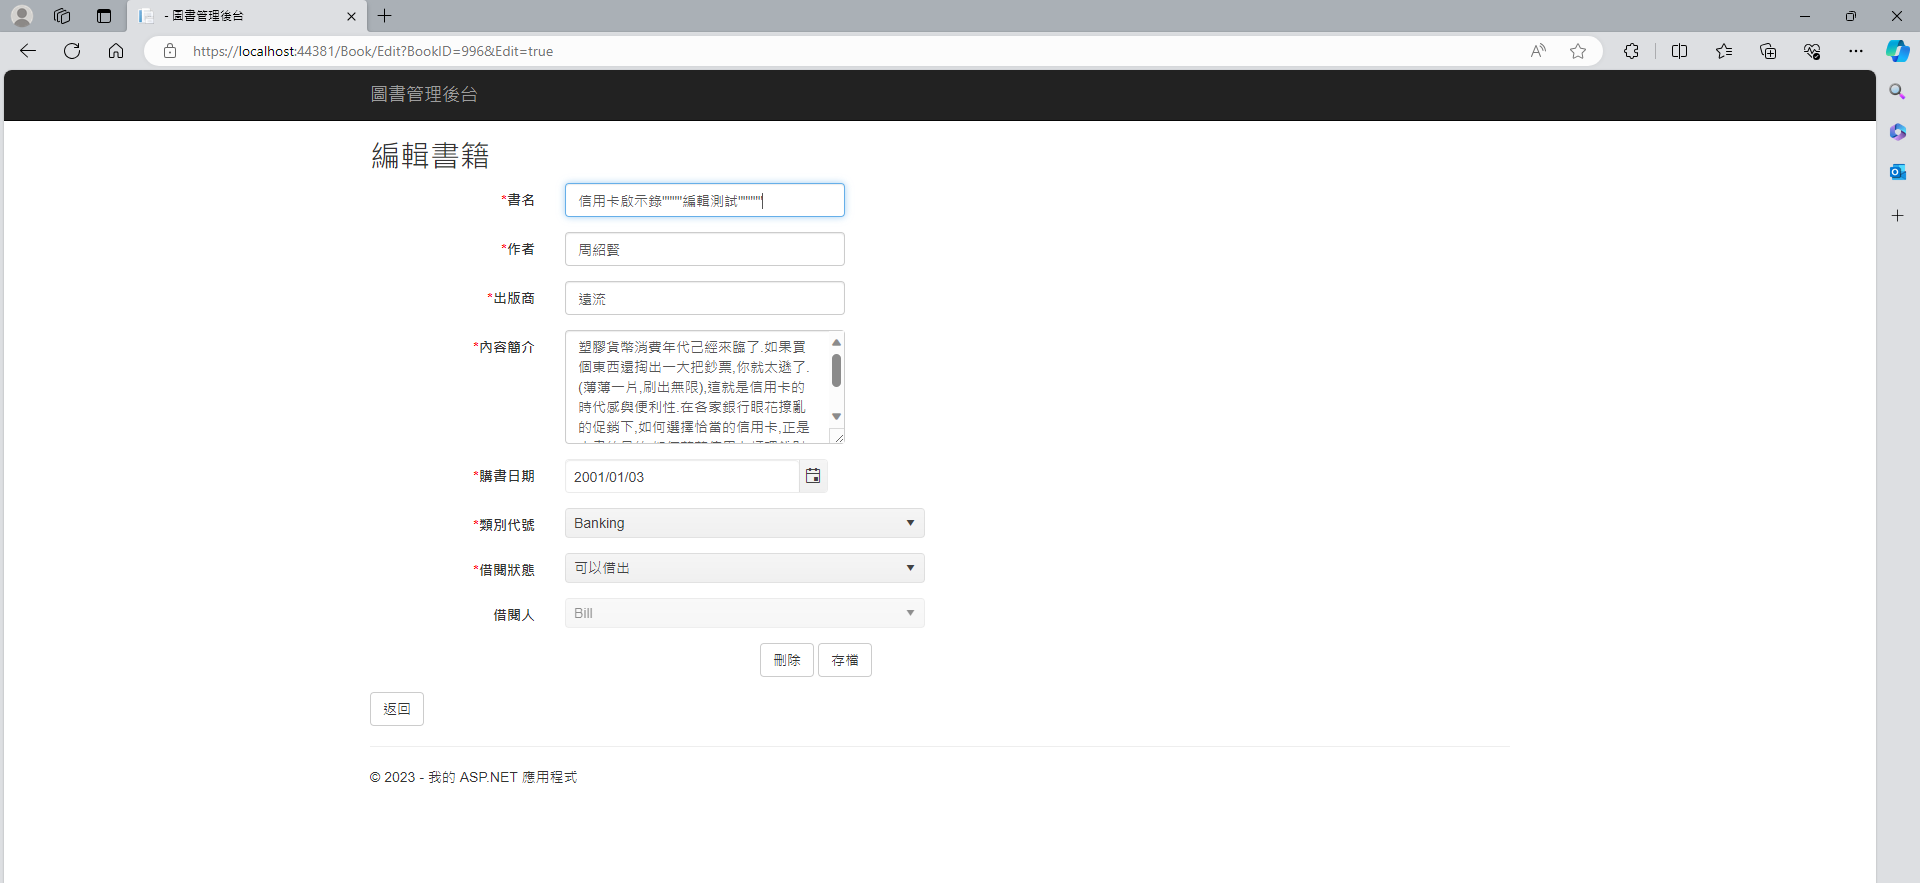 - 圖書管理後台
https://localhost:44381/Book/Edit?BookID=996&Edit=true
圖書管理後台
編輯書籍
*書名 信用卡啟示錄""""編輯測試"""""
*作者 周紹賢
*出版商 遠流
*內容簡介 塑膠貨幣消費年代己經來臨了.如果買
個東西還掏出一大把鈔票,你就太遜了.
(薄薄一片,刷出無限),這就是信用卡的
時代感與便利性.在各家銀行眼花撩亂
的促銷下,如何選擇恰當的信用卡,正是
*購書日期 2001/01/03
*類別代號 Banking
*借閱狀態 可以借出
借閱人 Bill
刪除 存檔
返回
© 2023 - 我的 ASP.NET 應用程式